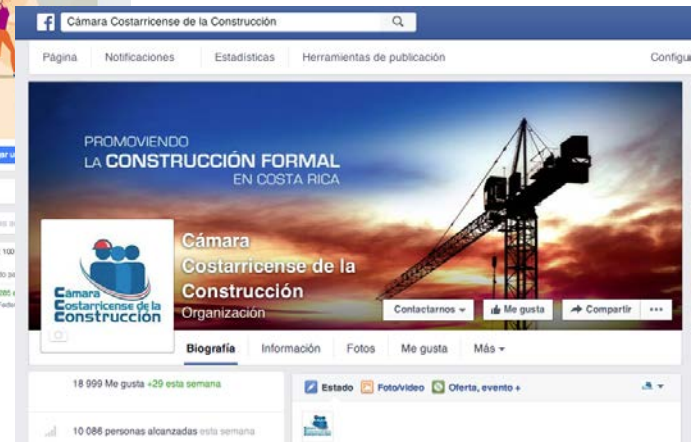 Cámara Costarricense de la Construcción
Página Notificaciones Estadísticas Herramientas de publicación
PROMOVIENDO
LA CONSTRUCCIÓN FORMAL
EN COSTA RICA
Cámara
Costarricense de la
Construcción
Cámara
Costarricense de la
Construcción
Organización
Contactarnos Me gusta Compartir
Biografía Información Fotos Me gusta Más
18 999 Me gusta +29 esta semana
Estado Foto/vídeo Oferta, evento +
10 086 personas alcanzadas esta semana